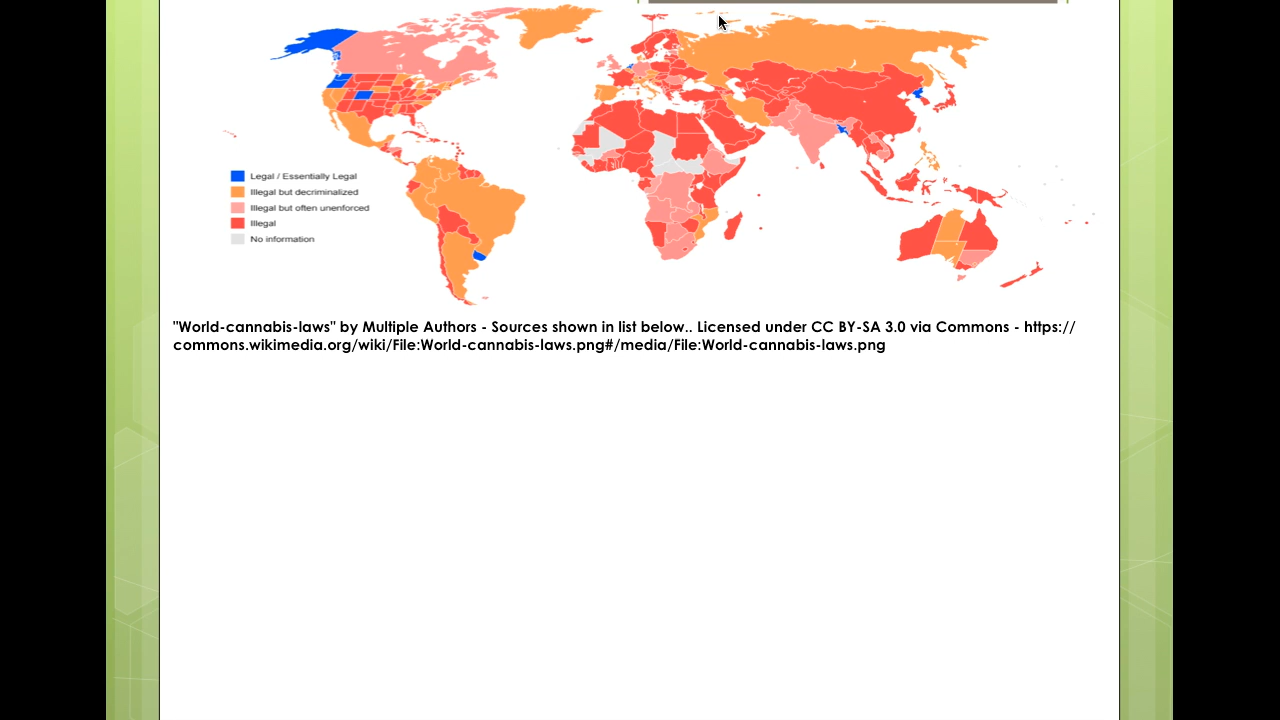 Legal / Essentially Legal
Illegal but decriminalized
Illegal but often unenforced
Illegal
No information
"World-cannabis-laws" by Multiple Authors - Sources shown in list below.. Licensed under CC BY-SA 3.0 via Commons - https://
commons.wikimedia.org/wiki/File:World-cannabis-laws.png#/media/File:World-cannabis-laws.png